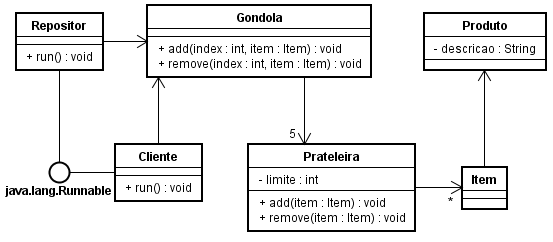 Repositor
+ run() : void
Gondola
+ add(index : int, item : Item) : void
+ remove(index : int, item : Item) : void
Produto
- descricao : String
java.lang.Runnable
Cliente
+ run() : void
5
Prateleira
- limite : int
+ add(item : Item) : void
+ remove(item : Item) : void
*
Item